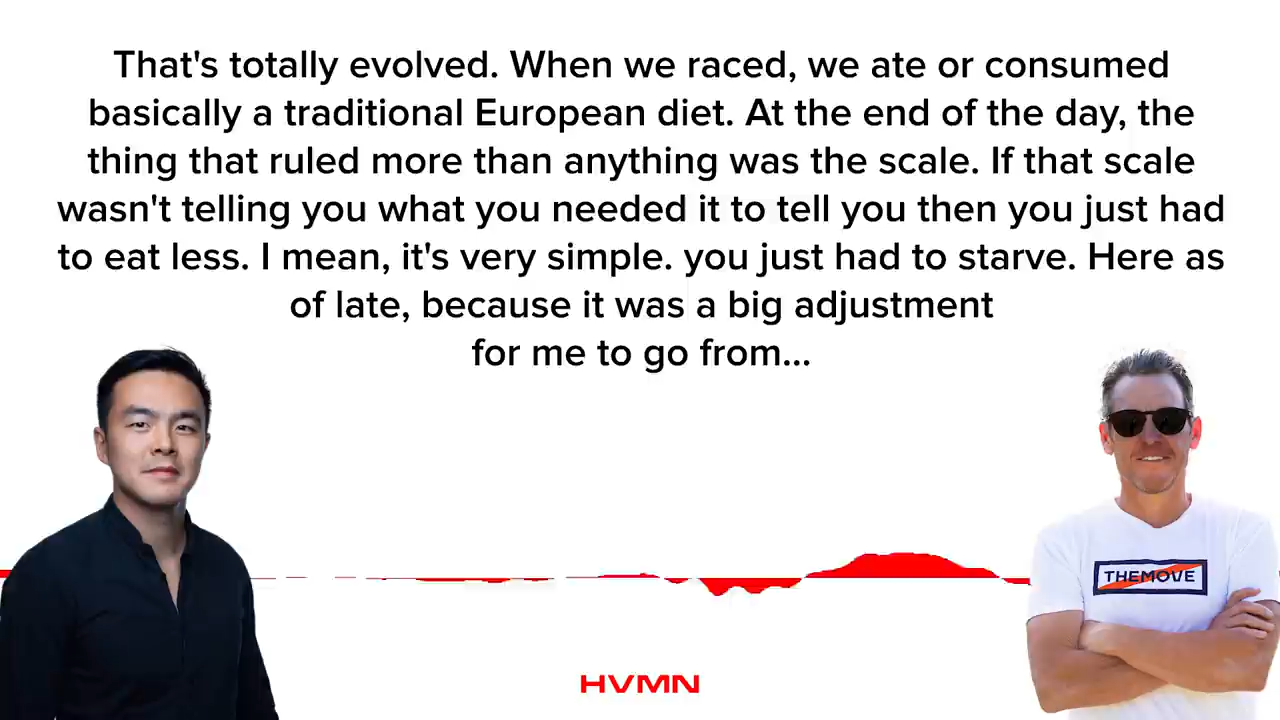 That's totally evolved. When we raced, we ate or consumed
basically a traditional European diet. At the end of the day, the
thing that ruled more than anything was the scale. If that scale
wasn't telling you what you needed it to tell you then you just had
to eat less. I mean, it's very simple. you just had to starve. Here as
of late, because it was a big adjustment
for me to go from...
THEMOVE
HVMN